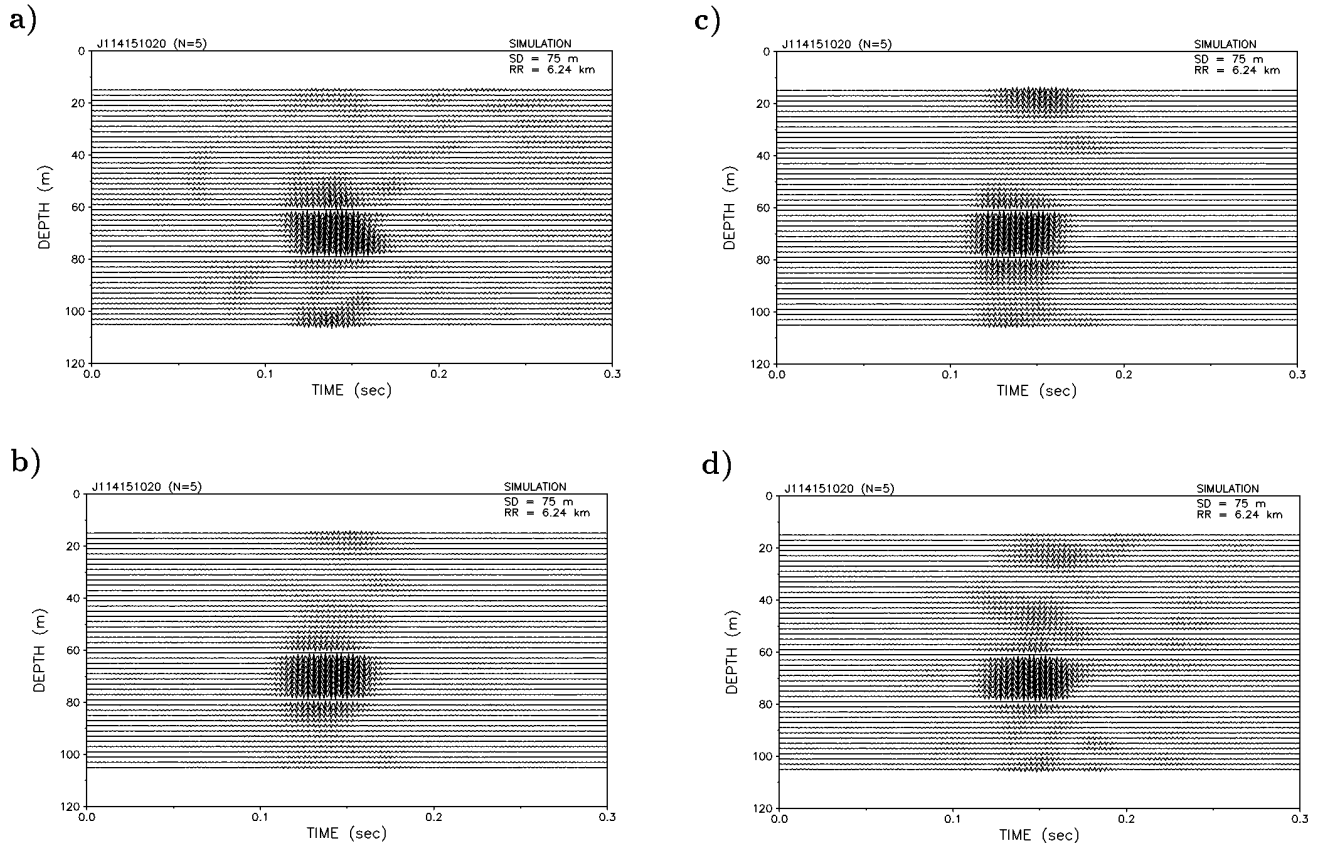 a)
J114151020 (N=5)
SIMULATION
SD = 75 m
RR = 6.24 km
0
20
40
60
80
100
120
DEPTH (m)
0.0
0.1
0.2
0.3
TIME (sec)
c)
J114151020 (N=5)
SIMULATION
SD = 75 m
RR = 6.24 km
0
20
40
60
80
100
120
DEPTH (m)
0.0
0.1
0.2
0.3
TIME (sec)
b)
J114151020 (N=5)
SIMULATION
SD = 75 m
RR = 6.24 km
0
20
40
60
80
100
120
DEPTH (m)
0.0
0.1
0.2
0.3
TIME (sec)
d)
J114151020 (N=5)
SIMULATION
SD = 75 m
RR = 6.24 km
0
20
40
60
80
100
120
DEPTH (m)
0.0
0.1
0.2
0.3
TIME (sec)